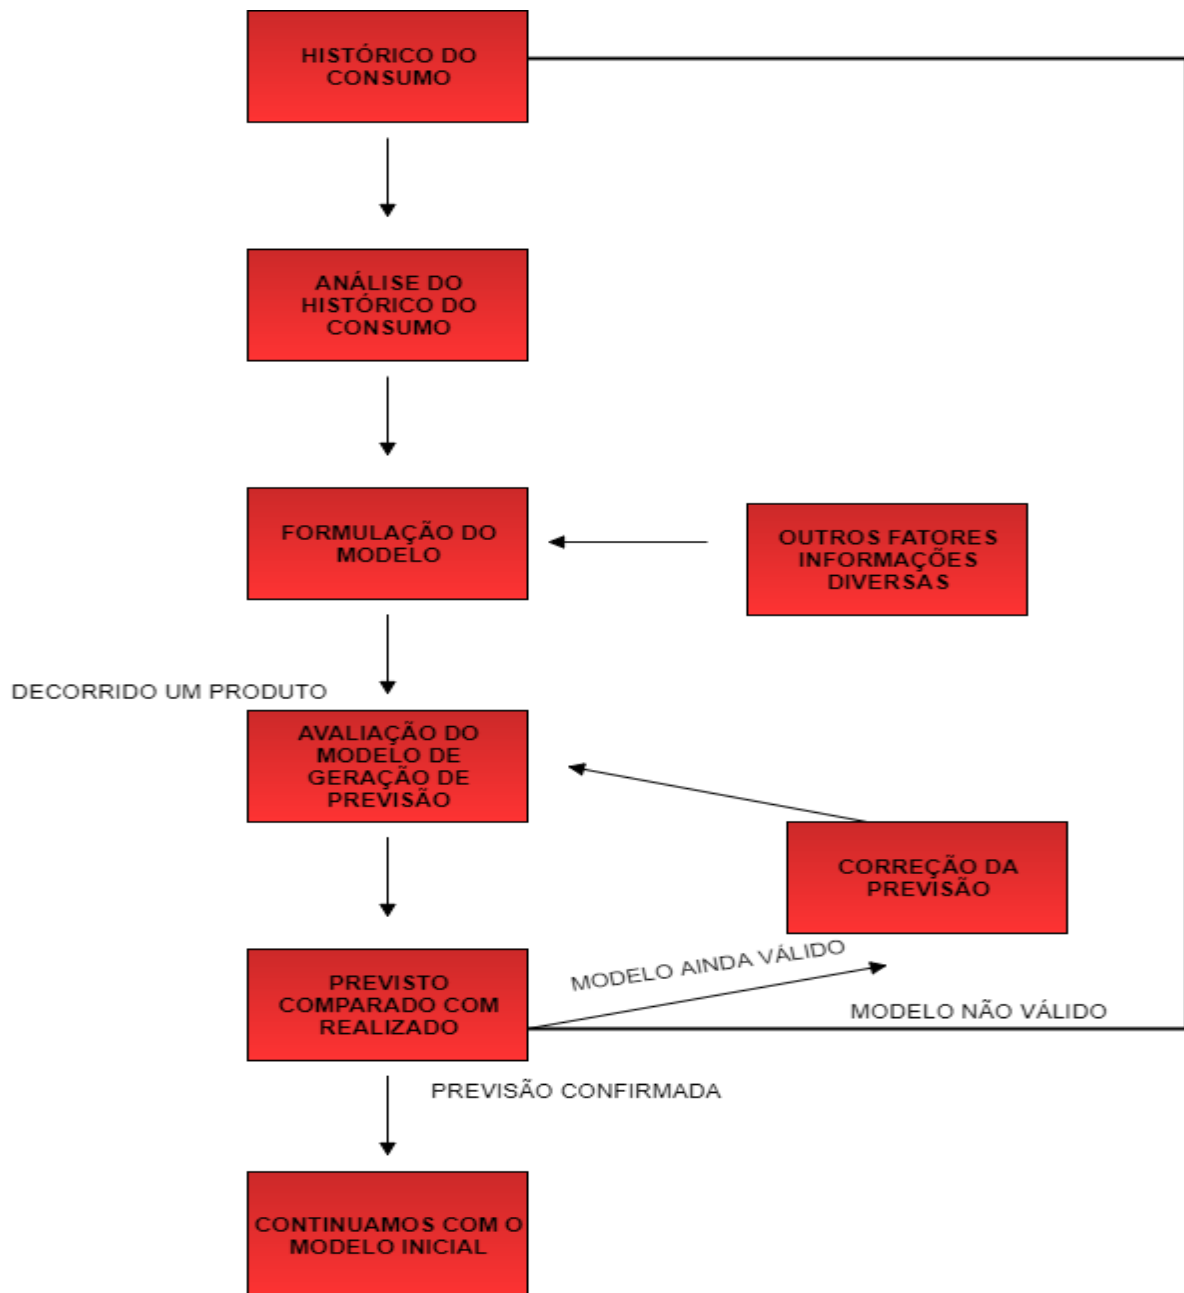 HISTÓRICO DO
CONSUMO
ANÁLISE DO
HISTÓRICO DO
CONSUMO
FORMULAÇÃO DO
MODELO
OUTROS FATORES
INFORMAÇÕES
DIVERSAS
DECORRIDO UM PRODUTO
AVALIAÇÃO DO
MODELO DE
GERAÇÃO DE
PREVISÃO
CORREÇÃO DA
PREVISÃO
MODELO AINDA VÁLIDO
PREVISTO
COMPARADO COM
REALIZADO
MODELO NÃO VÁLIDO
PREVISÃO CONFIRMADA
CONTINUAMOS COM O
MODELO INICIAL